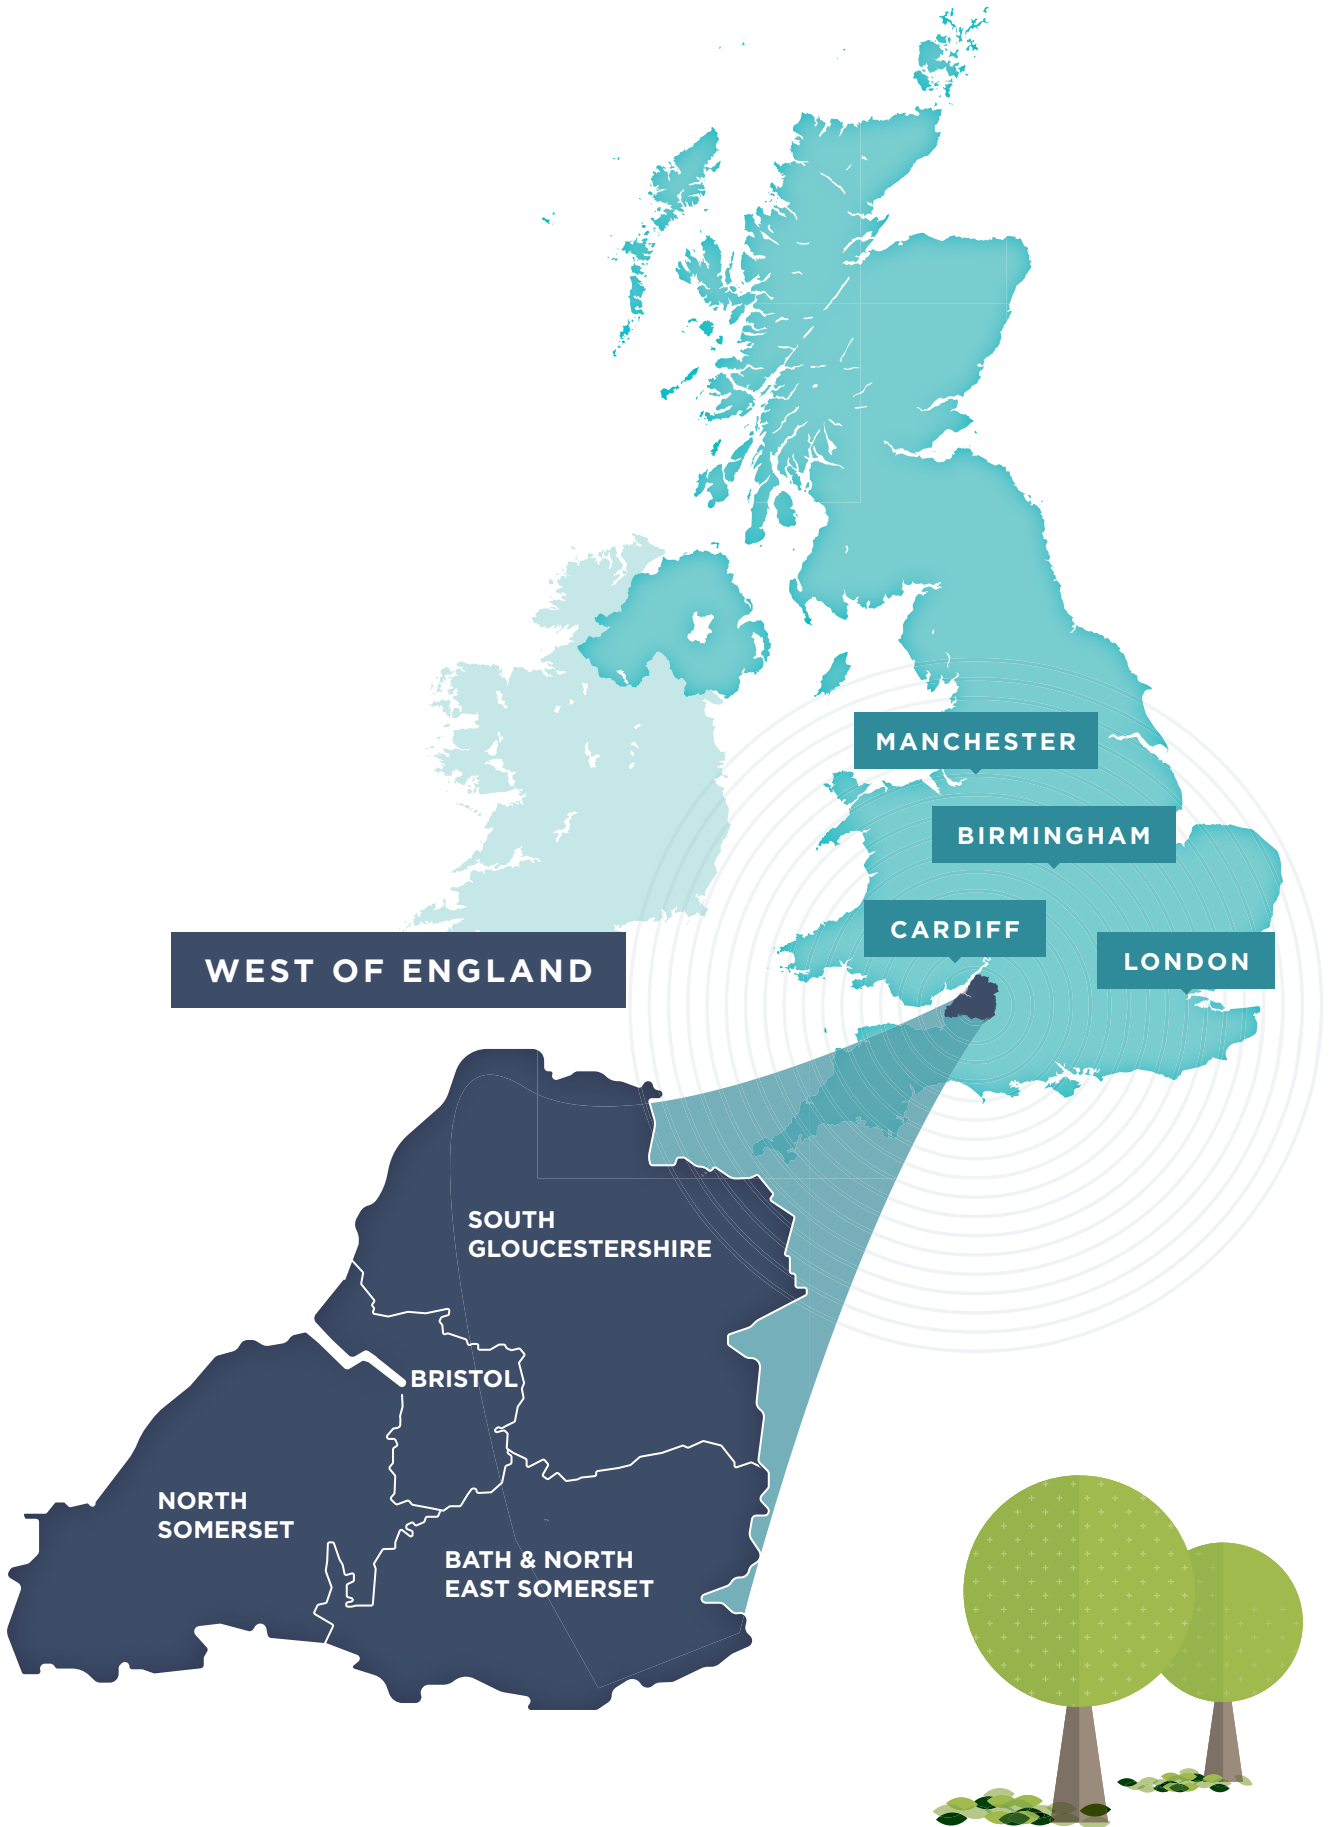 MANCHESTER
BIRMINGHAM
CARDIFF
LONDON
WEST OF ENGLAND
SOUTH
GLOUCESTERSHIRE
BRISTOL
NORTH
SOMERSET
BATH & NORTH
EAST SOMERSET